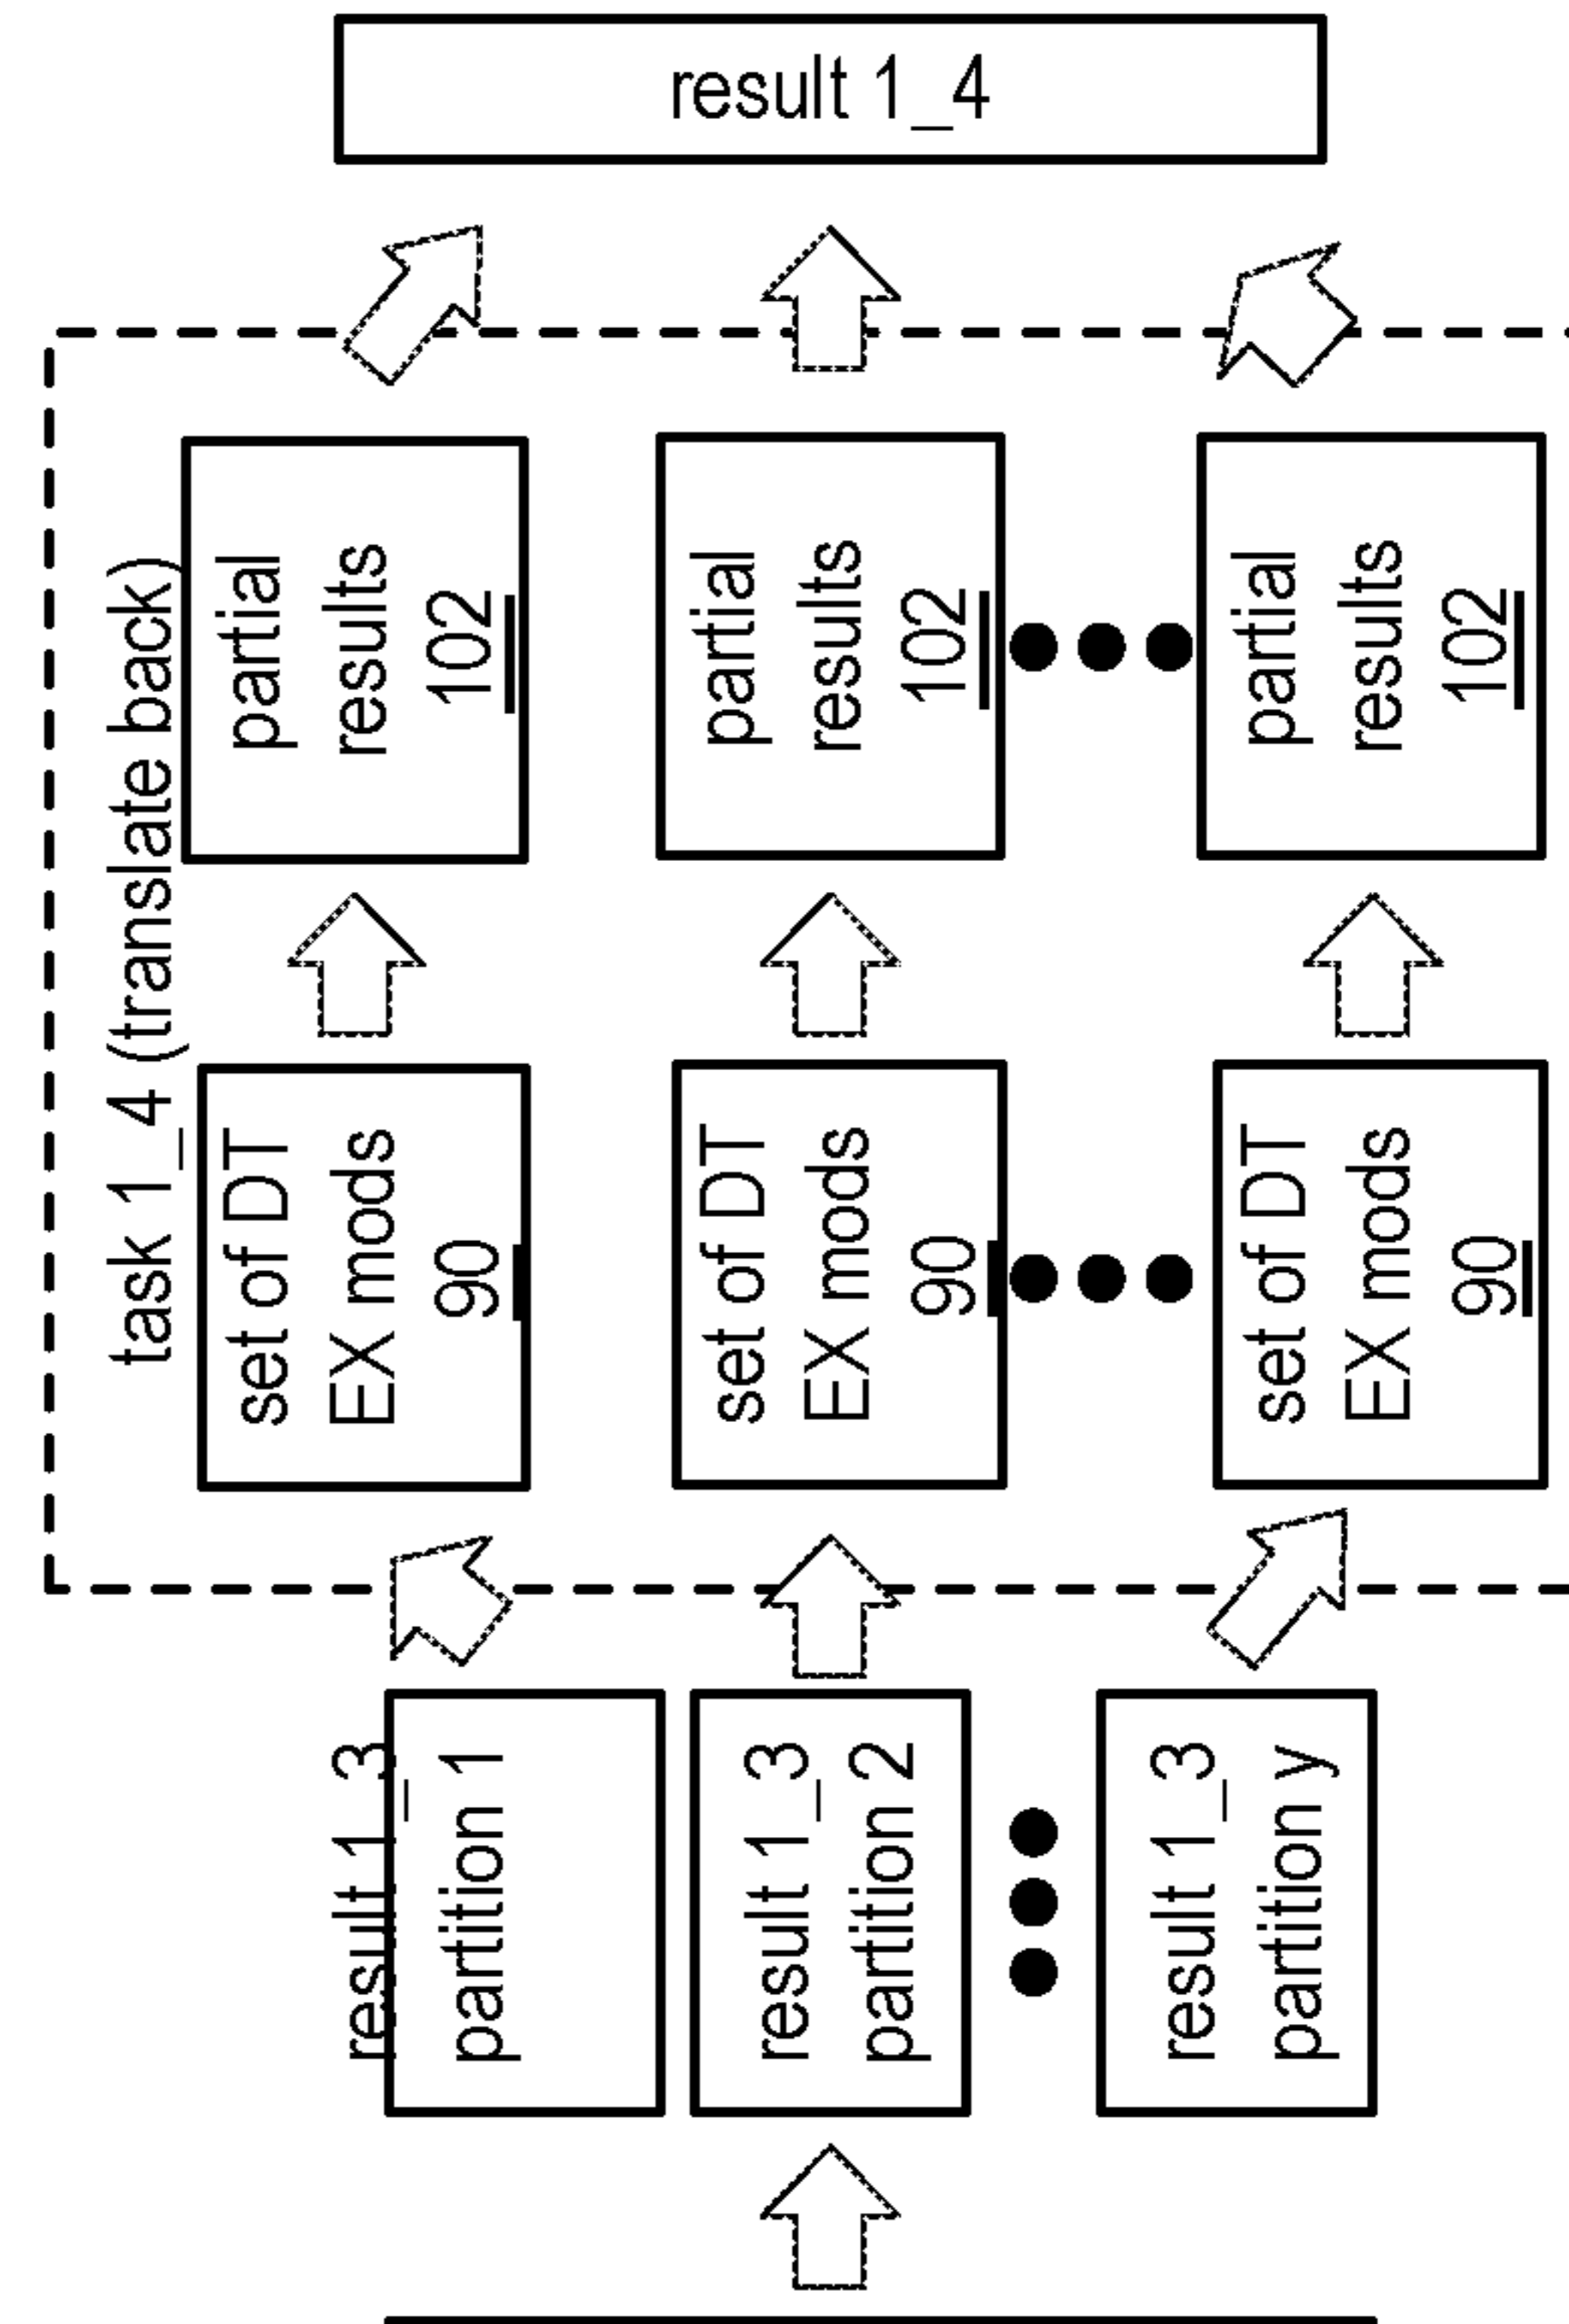 result 1_4
task 1_4 (translate back)
partial
results
102
partial
results
102
partial
results
102
set of DT
EX mods
90
set of DT
EX mods
90
set of DT
EX mods
90
result 1_3
partition 1
result 1_3
partition 2
result 1_3
partition y